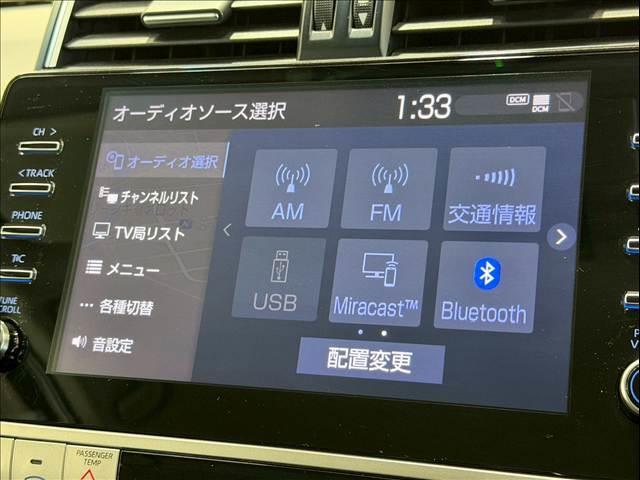 オーディオソース選択
1:33
DCM
DCM
CH >
<TRACK
PHONE
TUNE
SCROLL
オーディオ選択
チャンネルリスト
TV局リスト
メニュー
各種切替
音設定
AM
FM
交通情報
USB
Miracast™
Bluetooth
配置変更
PASSENGER
TEMP